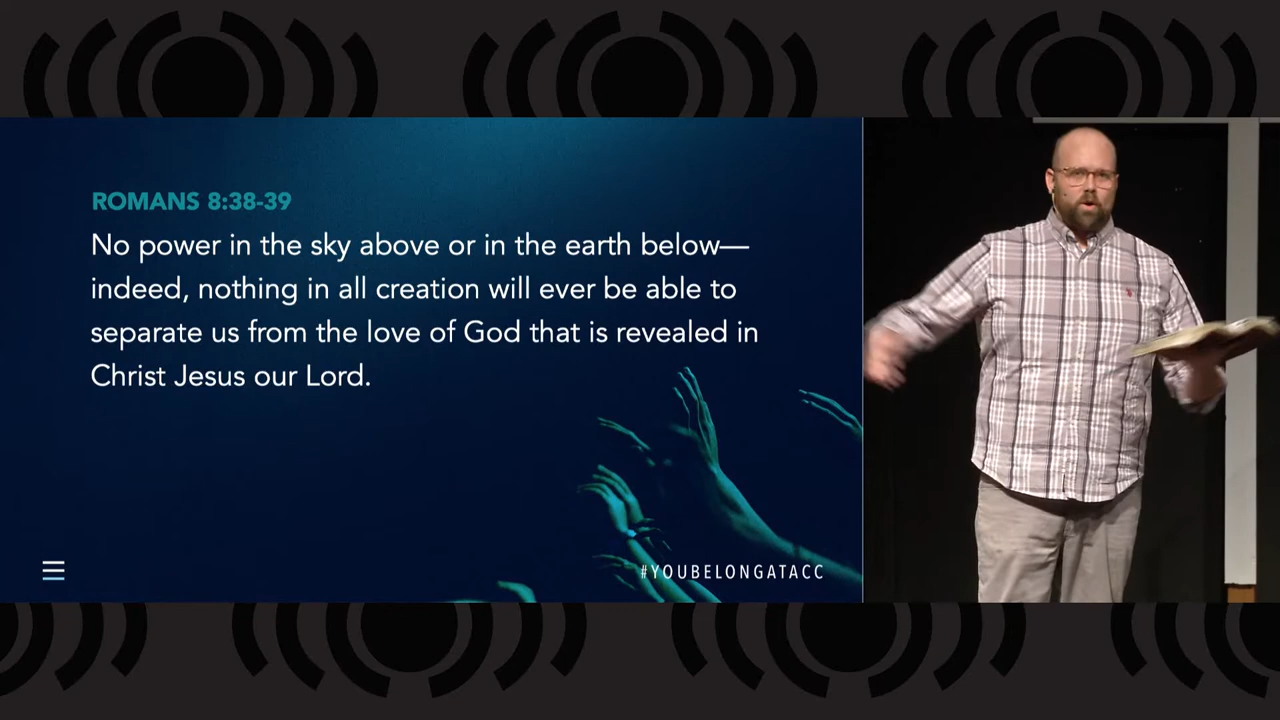 ROMANS 8:38-39
No power in the sky above or in the earth below—
indeed, nothing in all creation will ever be able to
separate us from the love of God that is revealed in
Christ Jesus our Lord.
#YOUBELONGATACC